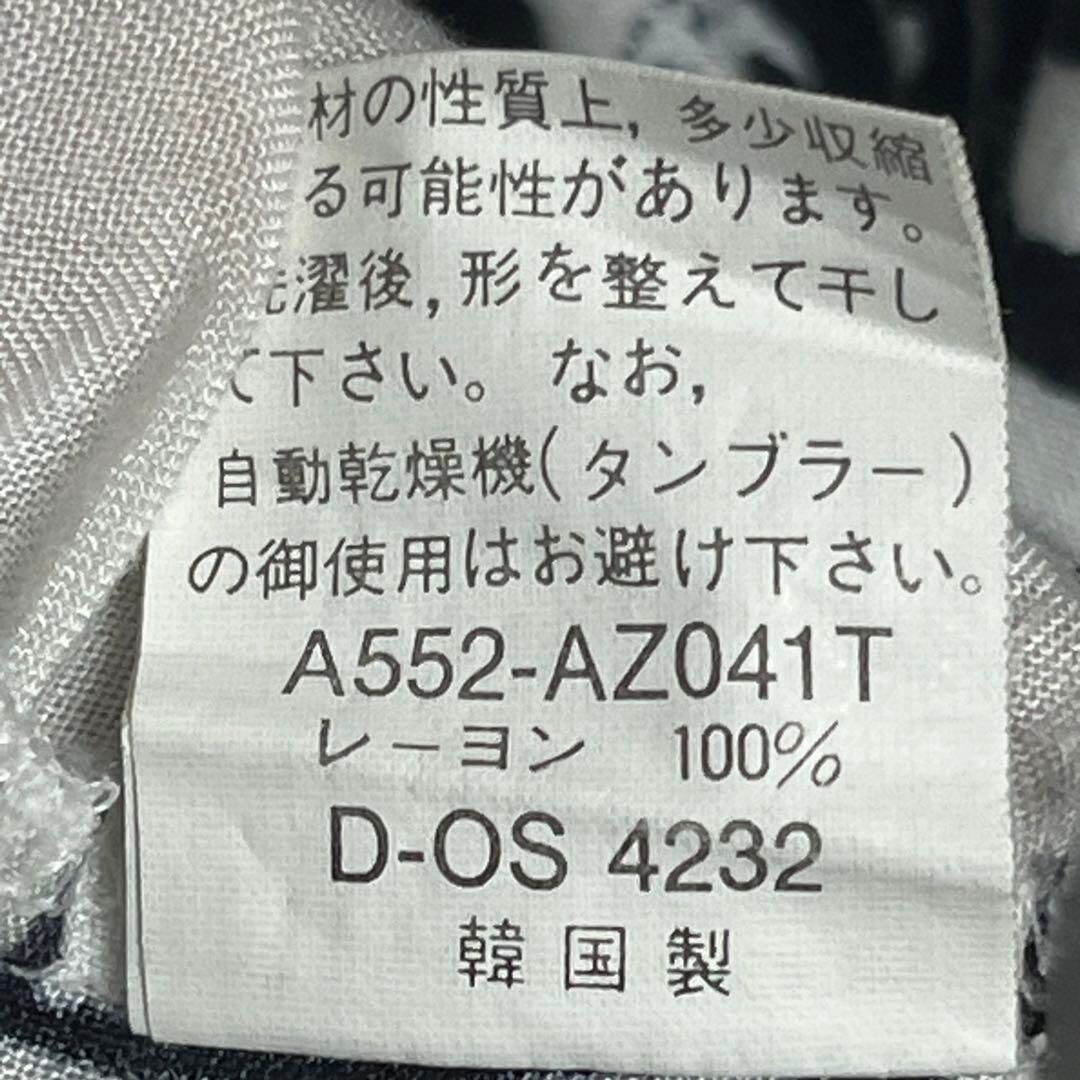 材の性質上,多少収縮
る可能性があります。
洗濯後,形を整えて干し
て下さい。 なお,
自動乾燥機(タンブラー)
の御使用はお避け下さい。
A552-AZ041T
レーヨン 100%
D-OS 4232
韓国製